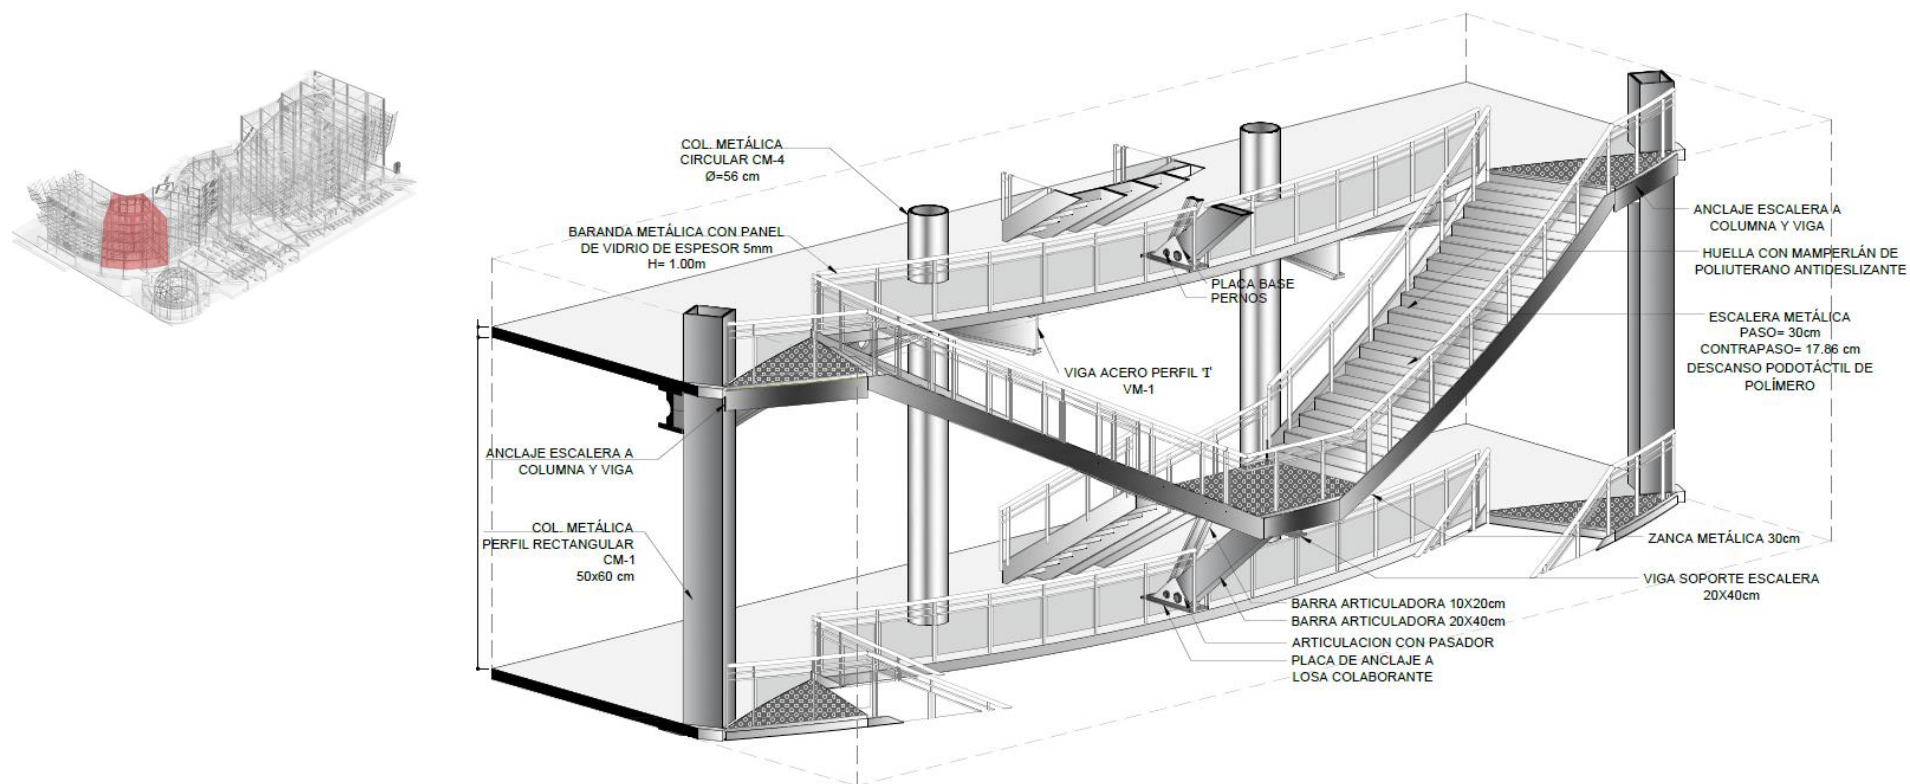 COL. METÁLICA
CIRCULAR CM-4
Ø=56 cm
BARANDA METÁLICA CON PANEL
DE VIDRIO DE ESPESOR 5mm
H= 1.00m
PLACA BASE
PERNOS
VIGA ACERO PERFIL 'I'
VM-1
ANCLAJE ESCALERA A
COLUMNA Y VIGA
COL. METÁLICA
PERFIL RECTANGULAR
CM-1
50x60 cm
ANCLAJE ESCALERA A
COLUMNA Y VIGA
HUELLA CON MAMPERLÁN DE
POLIUTERANO ANTIDESLIZANTE
ESCALERA METÁLICA
PASO= 30cm
CONTRAPASO= 17.86 cm
DESCANSO PODOTÁCTIL DE
POLÍMERO
ZANCA METÁLICA 30cm
VIGA SOPORTE ESCALERA
20X40cm
BARRA ARTICULADORA 10X20cm
BARRA ARTICULADORA 20X40cm
ARTICULACION CON PASADOR
PLACA DE ANCLAJE A
LOSA COLABORANTE